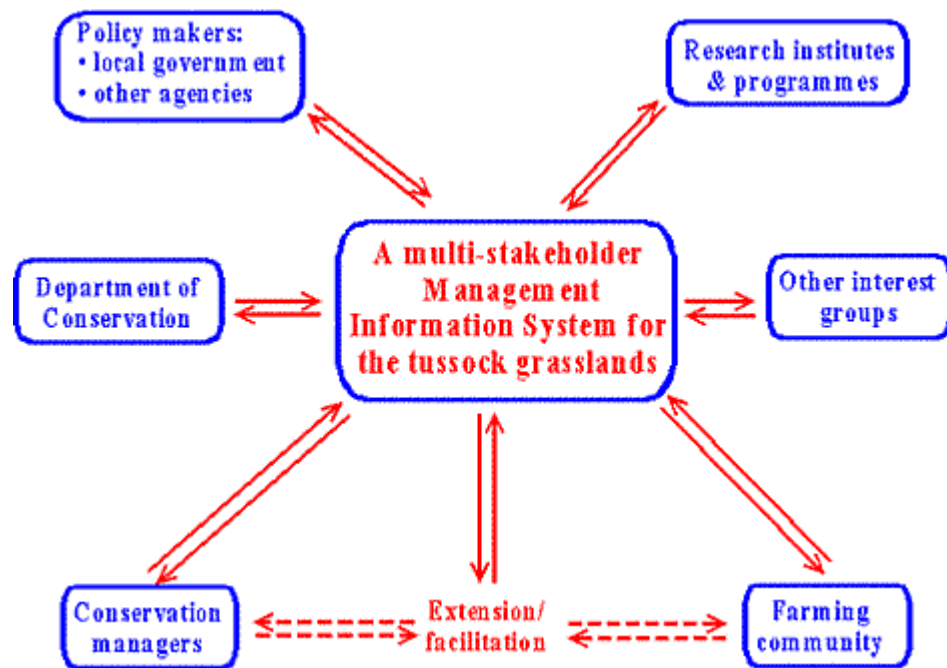 Policy makers:
• local government
• other agencies
Research institutes
& programmes
A multi-stakeholder
Management
Information System for
the tussock grasslands
Department of
Conservation
Other interest
groups
Conservation
managers
Extension/
facilitation
Farming
community